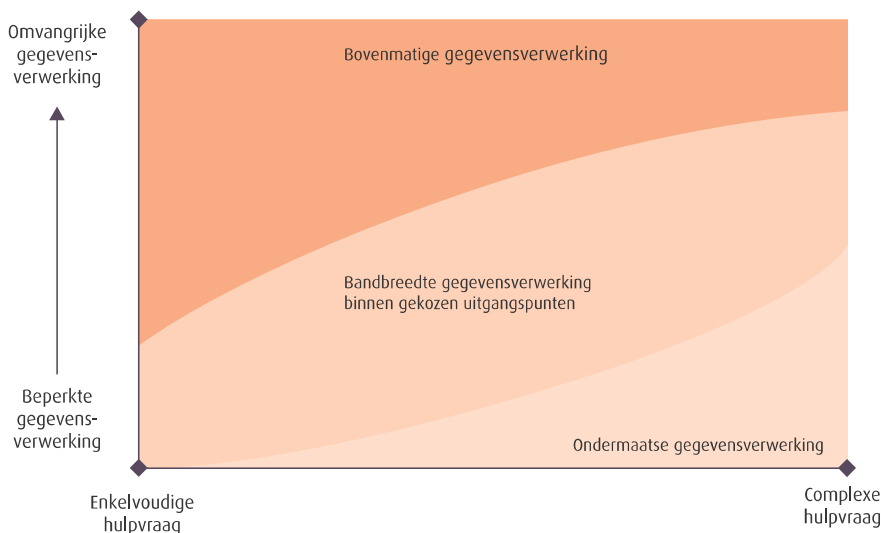 Omvangrijke
gegevens-
verwerking
Bovenmatige gegevensverwerking
Bandbreedte gegevensverwerking
binnen gekozen uitgangspunten
Beperkte
gegevens-
verwerking
Ondermaatse gegevensverwerking
Enkelvoudige
hulpvraag
Complexe
hulpvraag